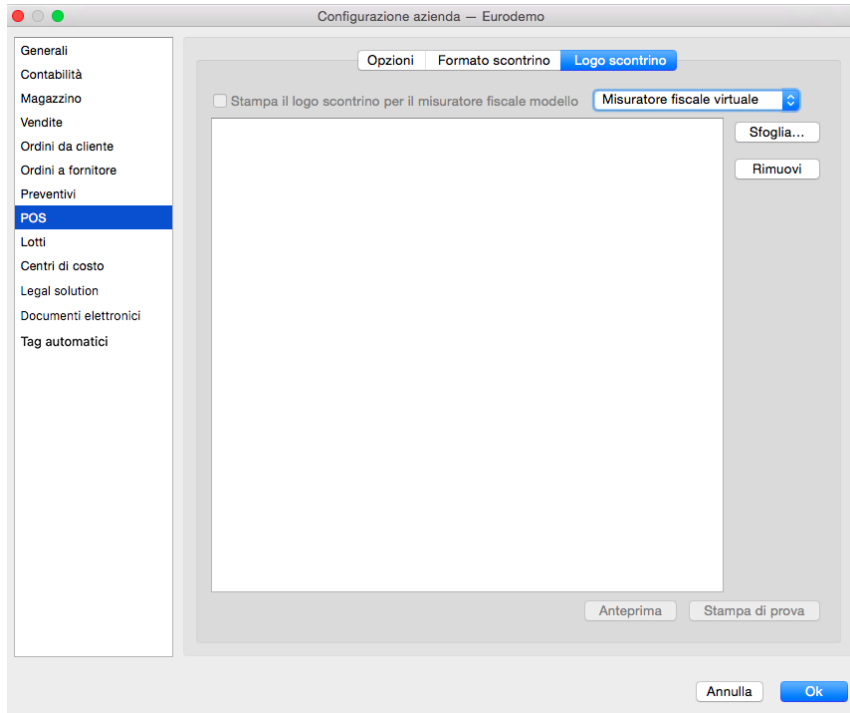 Configurazione azienda — Eurodemo
Generali
Contabilità
Magazzino
Vendite
Ordini da cliente
Ordini a fornitore
Preventivi
POS
Lotti
Centri di costo
Legal solution
Documenti elettronici
Tag automatici
Opzioni Formato scontrino Logo scontrino
Stampa il logo scontrino per il misuratore fiscale modello Misuratore fiscale virtuale
Sfoglia...
Rimuovi
Anteprima Stampa di prova
Annulla Ok